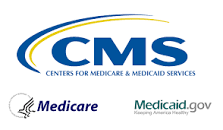 CMS
CENTERS FOR MEDICARE & MEDICAID SERVICES
Medicare
Medicaid.gov
Keeping America Healthy